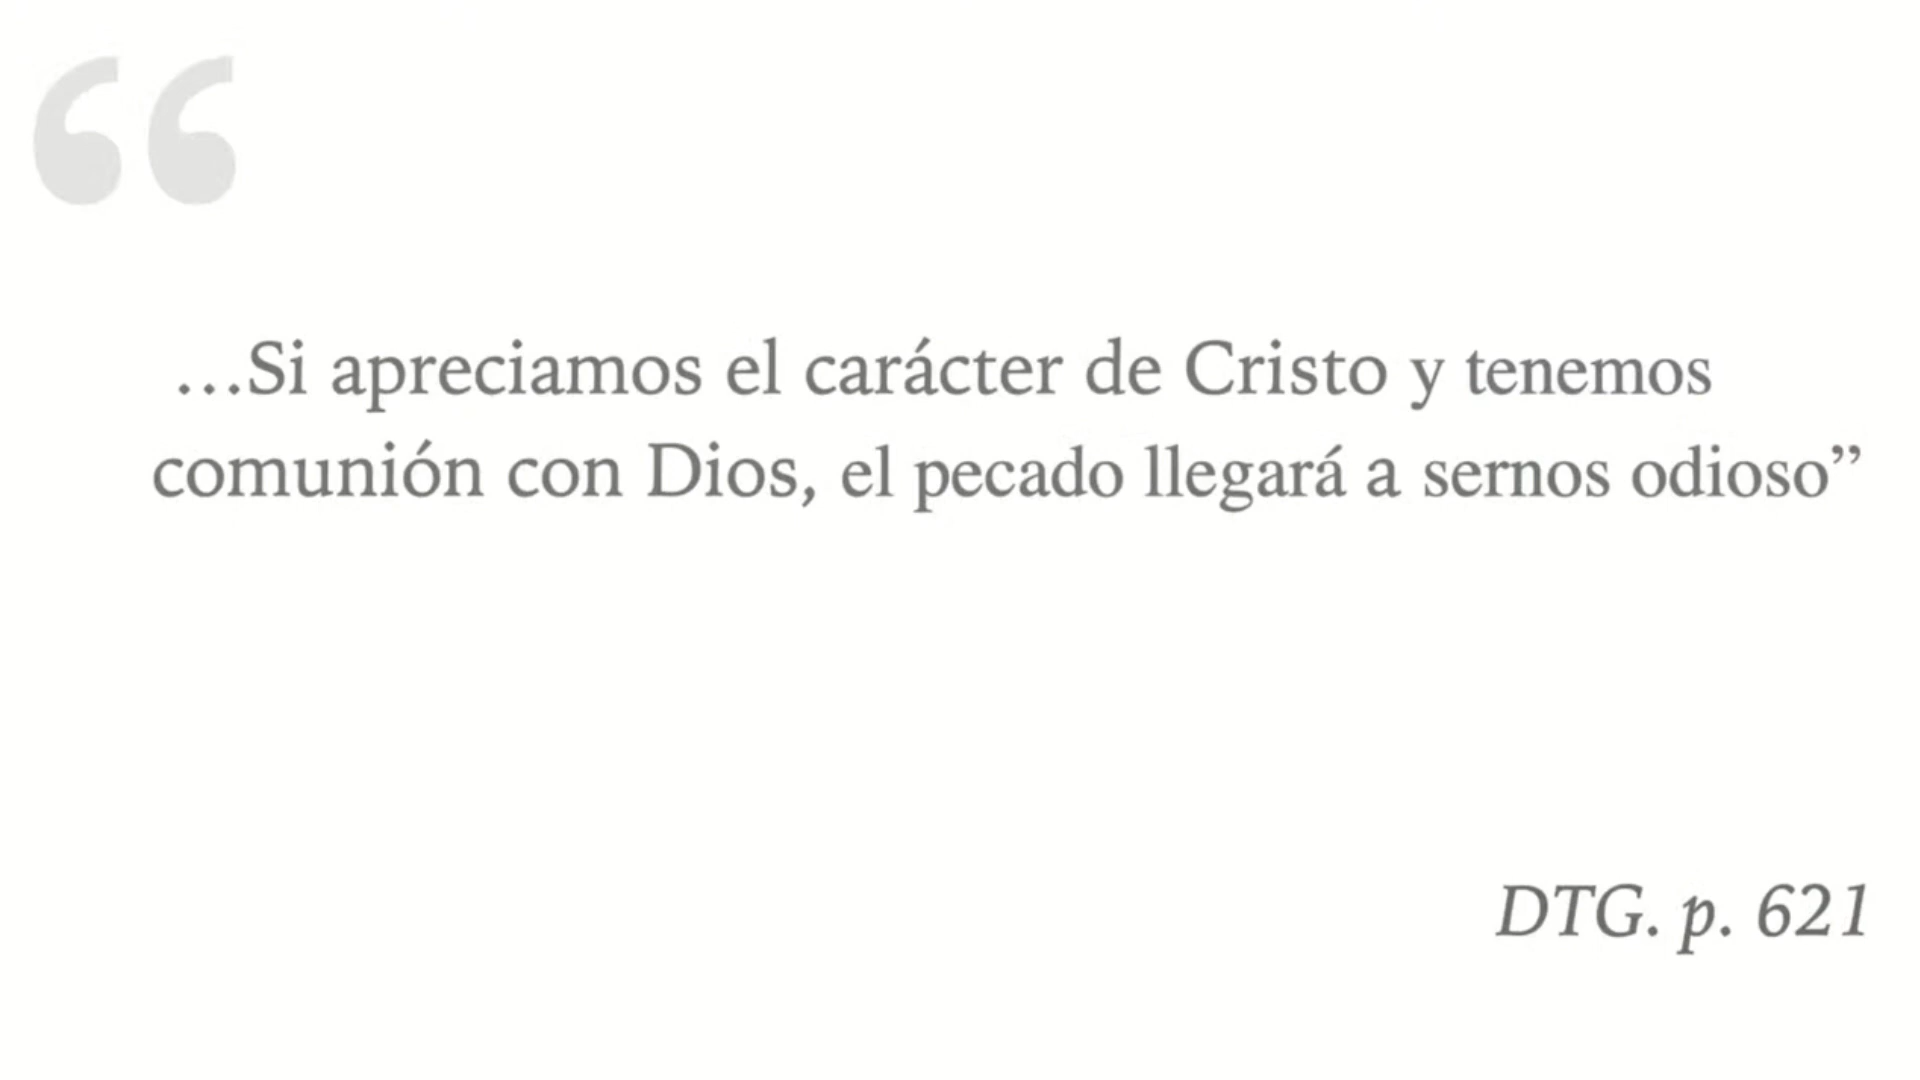 “
…Si apreciamos el carácter de Cristo y tenemos
comunión con Dios, el pecado llegará a sernos odioso”
DTG. p. 621